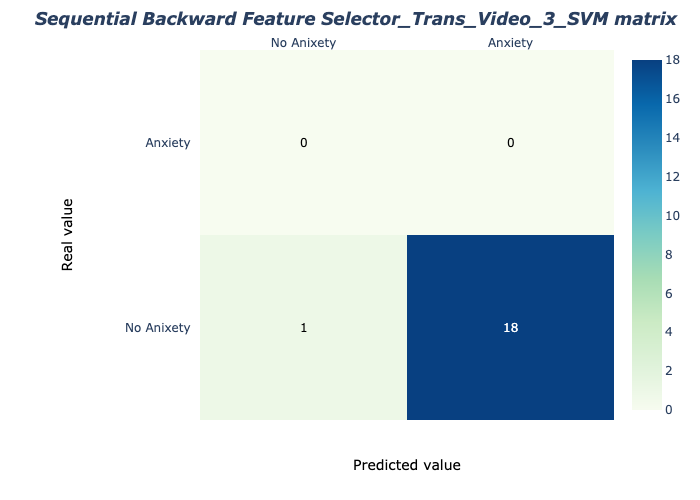 Sequential Backward Feature Selector_Trans_Video_3_SVM matrix
No Anixety
Anxiety
18
16
14
12
10
8
6
4
2
0
Anxiety
0
0
Real value
No Anixety
1
18
Predicted value